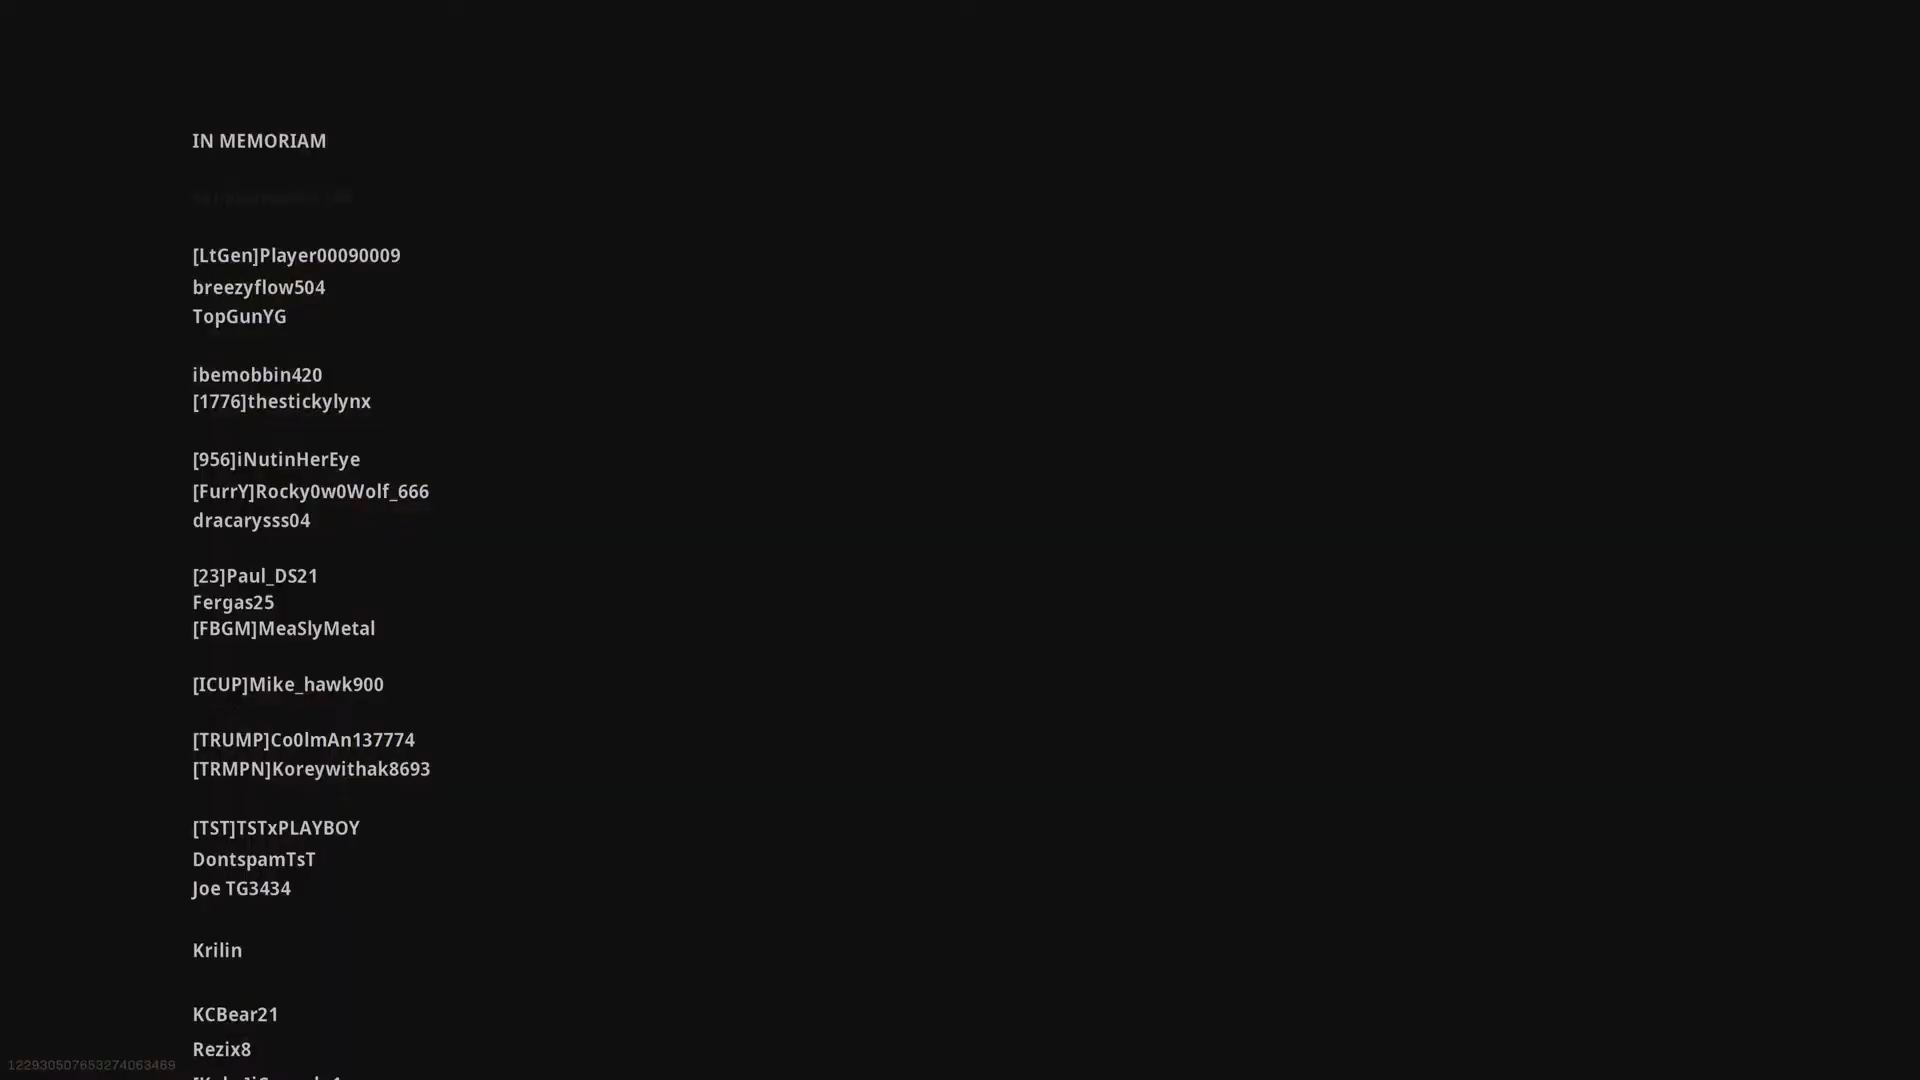 IN MEMORIAM
[LtGen]Player00090009
breezyflow504
TopGunYG
ibemobbin420
[1776]thestickylynx
[956]iNutinHerEye
[FurrY]Rocky0w0Wolf_666
dracarysss04
[23]Paul_DS21
Fergas25
[FBGM]MeaSlyMetal
[ICUP]Mike_hawk900
[TRUMP]Co0lmAn137774
[TRMPN]Koreywithak8693
[TST]TSTxPLAYBOY
DontspamTsT
Joe TG3434
Krilin
KCBear21
Rezix8
122930507653274063469